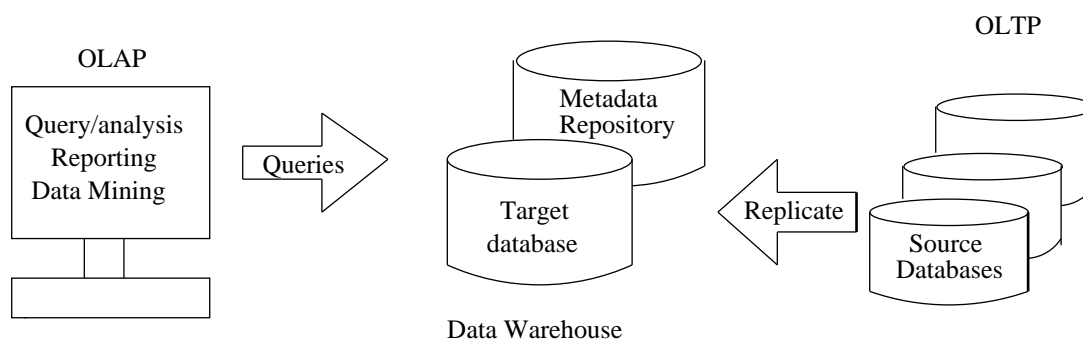 OLAP
Query/analysis
Reporting
Data Mining
Queries
Metadata
Repository
Target
database
Data Warehouse
Replicate
OLTP
Source
Databases